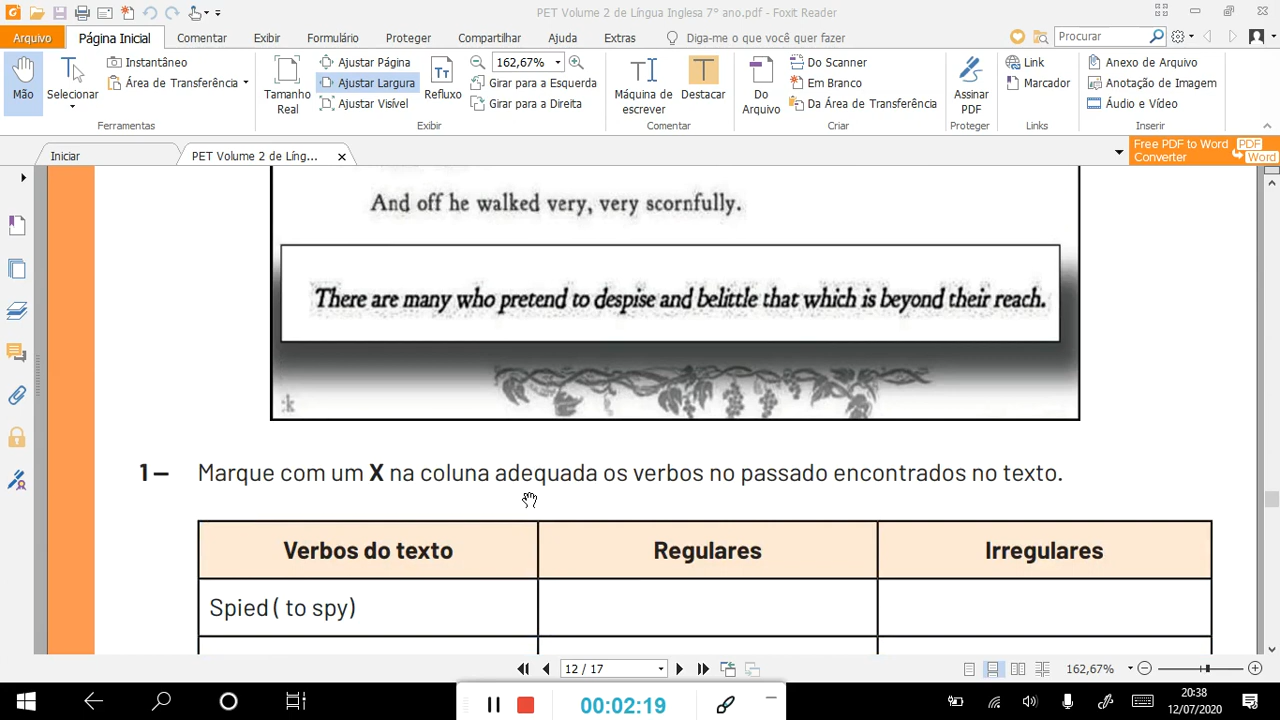 PET Volume 2 de Língua Inglesa 7° ano.pdf - Foxit Reader
Arquivo Página Inicial Comentar Exibir Formulário Proteger Compartilhar Ajuda Extras Diga-me o que você quer fazer Procurar
Mão
Selecionar
Instantâneo
Área de Transferência
Ferramentas
Tamanho Real
Ajustar Página
Ajustar Largura
Ajustar Visível
Refluxo
162,67%
Girar para a Esquerda
Girar para a Direita
Exibir
Máquina de escrever
Destacar
Comentar
Do Arquivo
Do Scanner
Em Branco
Da Área de Transferência
Criar
Assinar PDF
Proteger
Link
Marcador
Links
Anexo de Arquivo
Anotação de Imagem
Áudio e Vídeo
Inserir
Iniciar
PET Volume 2 de Líng...
Free PDF to Word Converter
PDF
Word
And off he walked very, very scornfully.
There are many who pretend to despise and belittle that which is beyond their reach.
1 – Marque com um X na coluna adequada os verbos no passado encontrados no texto.
Verbos do texto Regulares Irregulares
Spied ( to spy)
12 / 17
162,67%
00:02:19
20:38
12/07/2020